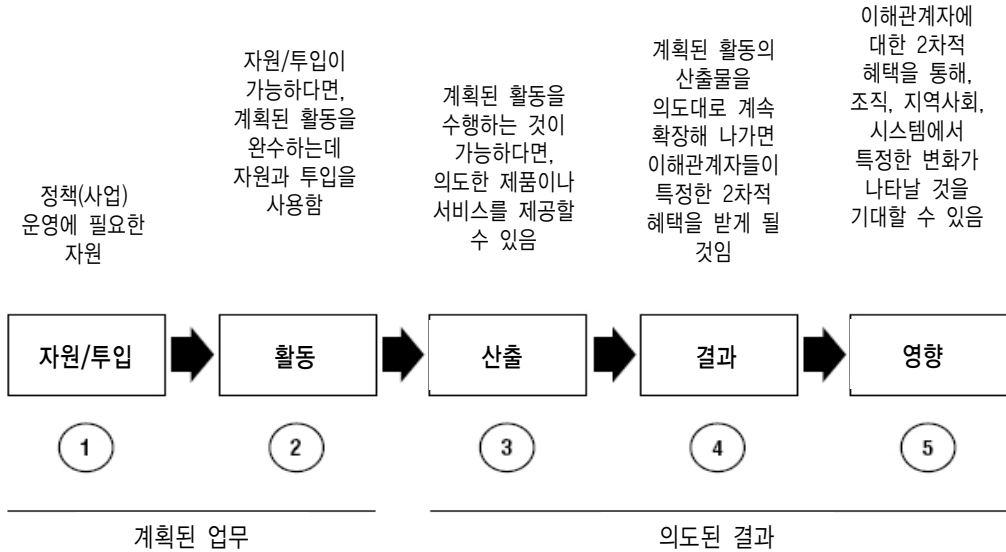 정책(사업)
운영에 필요한
자원
자원/투입이
가능하다면,
계획된 활동을
완수하는데
자원과 투입을
사용함
계획된 활동을
수행하는 것이
가능하다면,
의도한 제품이나
서비스를 제공할
수 있음
계획된 활동의
산출물을
의도대로 계속
확장해 나가면
이해관계자들이
특정한 2차적
혜택을 받게 될
것임
이해관계자에
대한 2차적
혜택을 통해,
조직, 지역사회,
시스템에서
특정한 변화가
나타날 것을
기대할 수 있음
자원/투입
활동
산출
결과
영향
1
2
3
4
5
계획된 업무
의도된 결과